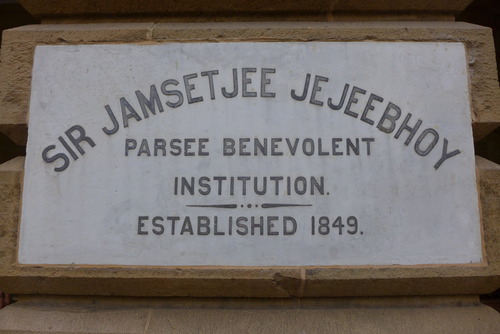 SIR JAMSETJEE JEJEEBHOY
PARSEE BENEVOLENT
INSTITUTION.
ESTABLISHED 1849.